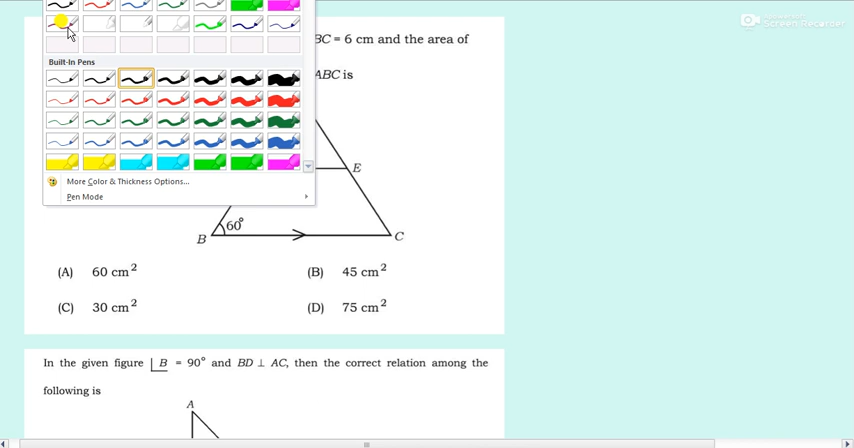 Screen Recorder
BC = 6 cm and the area of
Built-In Pens
ABC is
E
More Color & Thickness Options...
Pen Mode
60°
B
C
(A) 60 cm² (B) 45 cm²
(C) 30 cm² (D) 75 cm²
In the given figure B = 90° and BD ⊥ AC, then the correct relation among the
following is
A